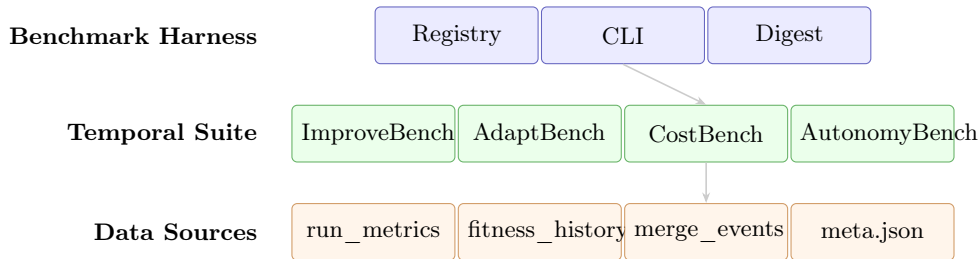 Benchmark Harness Registry CLI Digest
Temporal Suite ImproveBench AdaptBench CostBench AutonomyBench
Data Sources run_metrics fitness_history merge_events meta.json